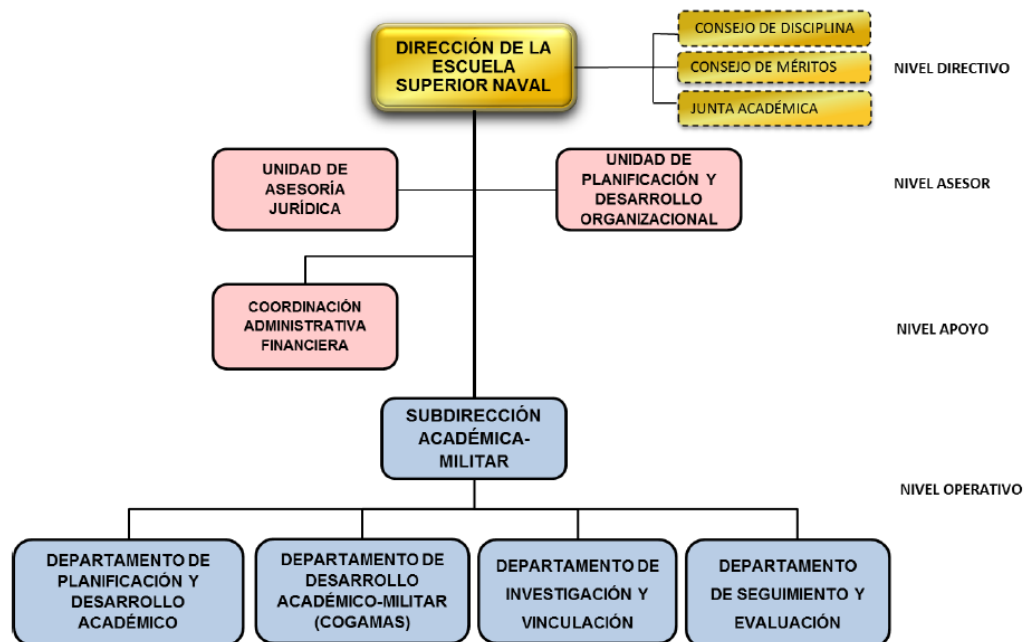 DIRECCIÓN DE LA
ESCUELA
SUPERIOR NAVAL
CONSEJO DE DISCIPLINA
CONSEJO DE MÉRITOS
JUNTA ACADÉMICA
NIVEL DIRECTIVO
UNIDAD DE
ASESORÍA
JURÍDICA
UNIDAD DE
PLANIFICACIÓN Y
DESARROLLO
ORGANIZACIONAL
NIVEL ASESOR
COORDINACIÓN
ADMINISTRATIVA
FINANCIERA
NIVEL APOYO
SUBDIRECCIÓN
ACADÉMICA-
MILITAR
NIVEL OPERATIVO
DEPARTAMENTO DE
PLANIFICACIÓN Y
DESARROLLO
ACADÉMICO
DEPARTAMENTO DE
DESARROLLO
ACADÉMICO-MILITAR
(COGAMAS)
DEPARTAMENTO DE
INVESTIGACIÓN Y
VINCULACIÓN
DEPARTAMENTO
DE SEGUIMIENTO Y
EVALUACIÓN